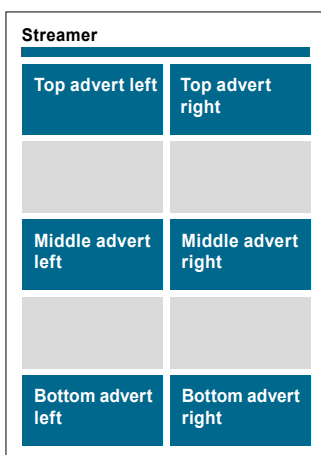 Streamer
Top advert left
Top advert
right
Middle advert
left
Middle advert
right
Bottom advert
left
Bottom advert
right